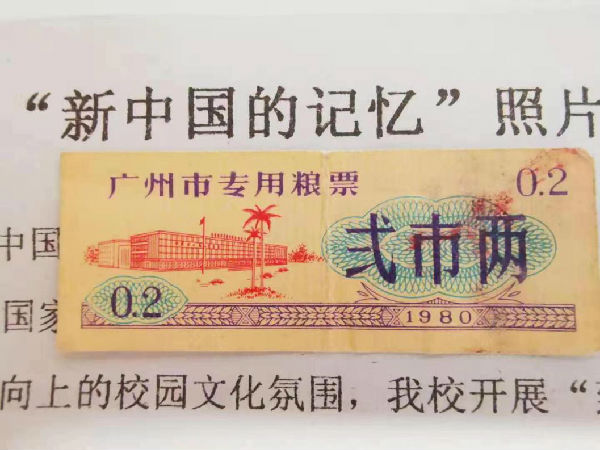 “新中国的记忆”照片
广州市专用粮票
0.2
弍市两
中国
0.2
国家
1980
向上的校园文化氛围，我校开展“